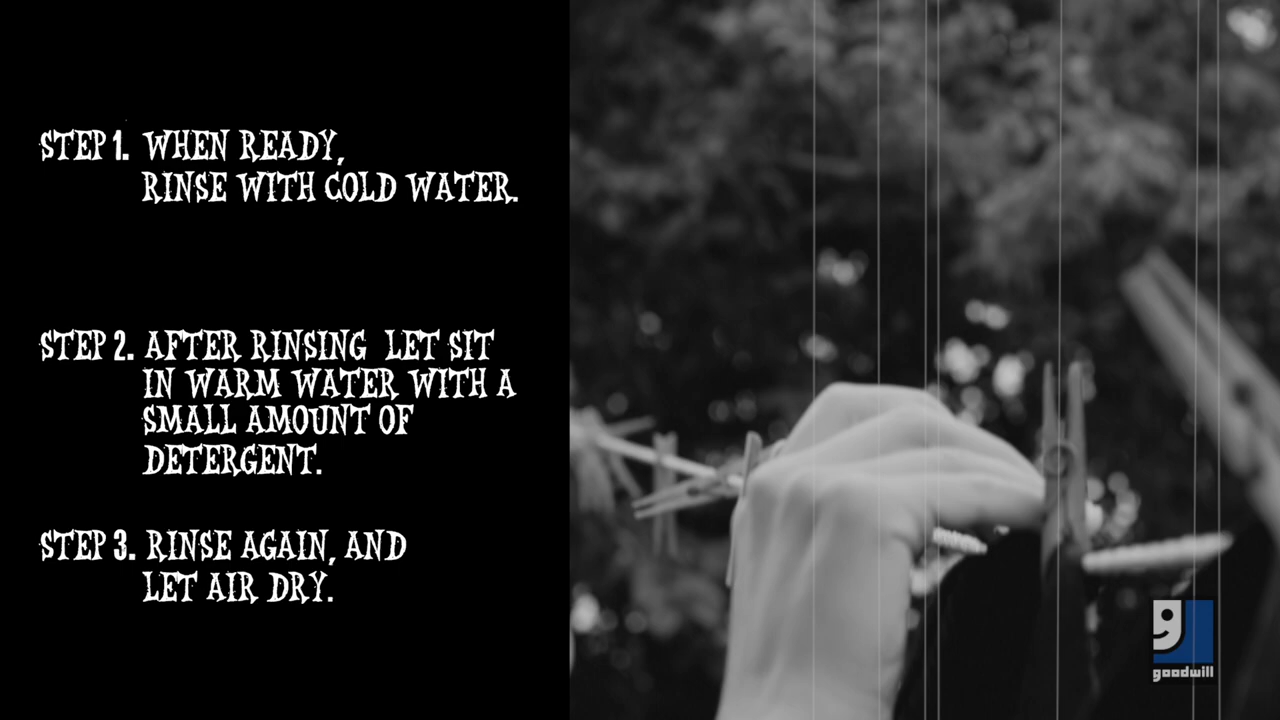 STEP 1. WHEN READY,
RINSE WITH COLD WATER.
STEP 2. AFTER RINSING LET SIT
IN WARM WATER WITH A
SMALL AMOUNT OF
DETERGENT.
STEP 3. RINSE AGAIN, AND
LET AIR DRY.
g
goodwill